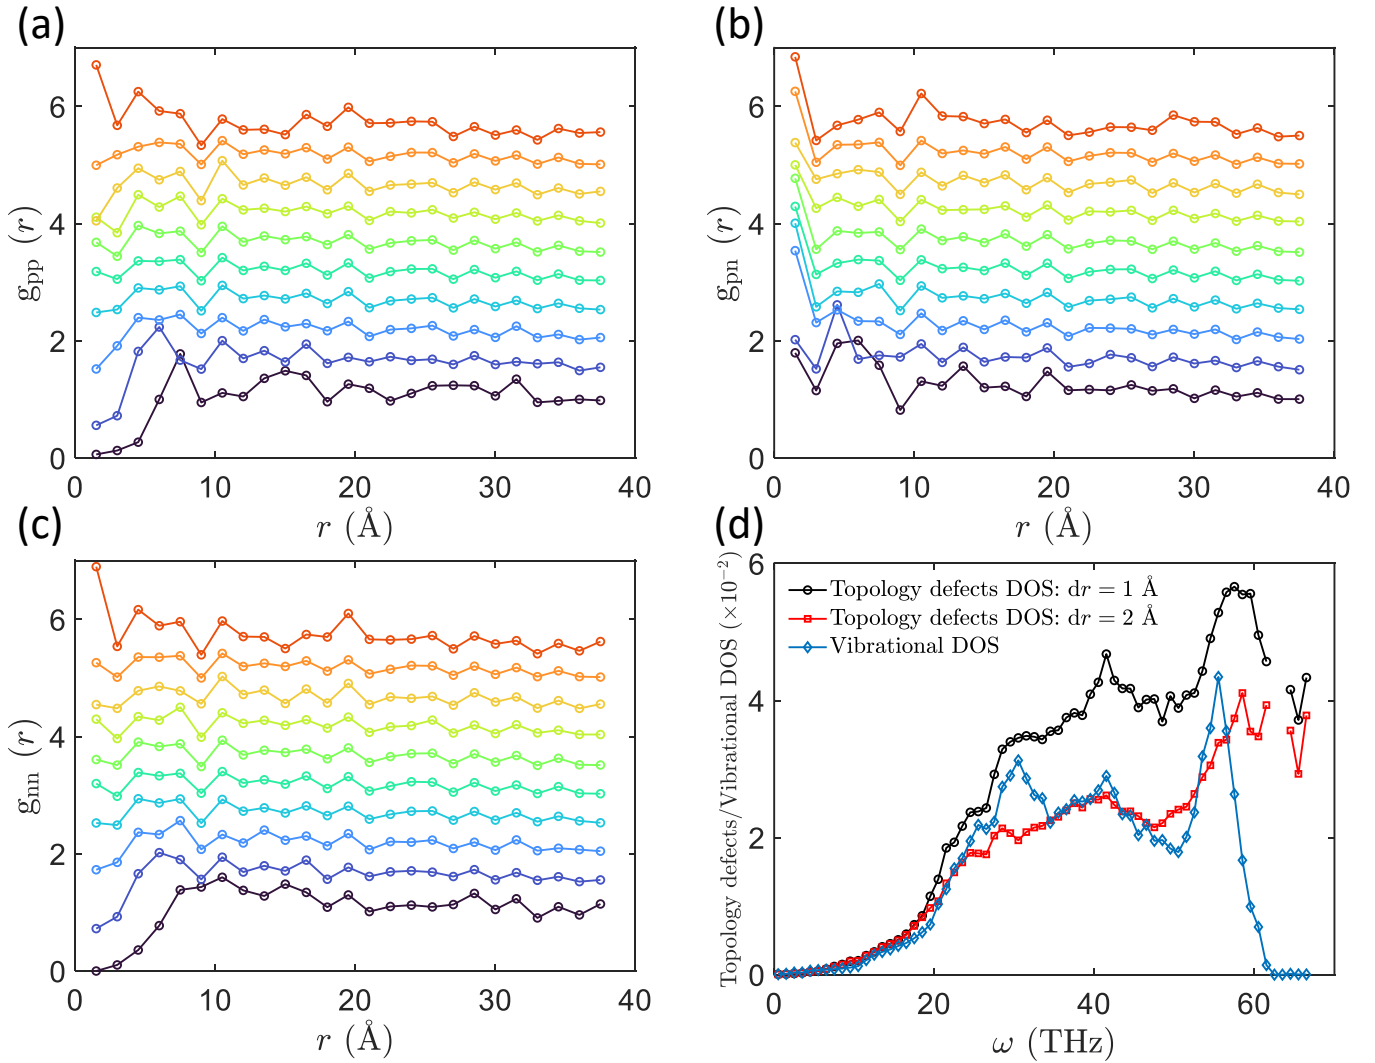 (a)
6
4
2
0
0 10 20 30 40
g_pp (r)
r (Å)
(b)
6
4
2
0
0 10 20 30 40
g_pn (r)
r (Å)
(c)
6
4
2
0
0 10 20 30 40
g_nn (r)
r (Å)
(d)
Topology defects DOS: dr = 1 Å
Topology defects DOS: dr = 2 Å
Vibrational DOS
6
4
2
0
0 20 40 60
Topology defects/Vibrational DOS (×10⁻²)
ω (THz)